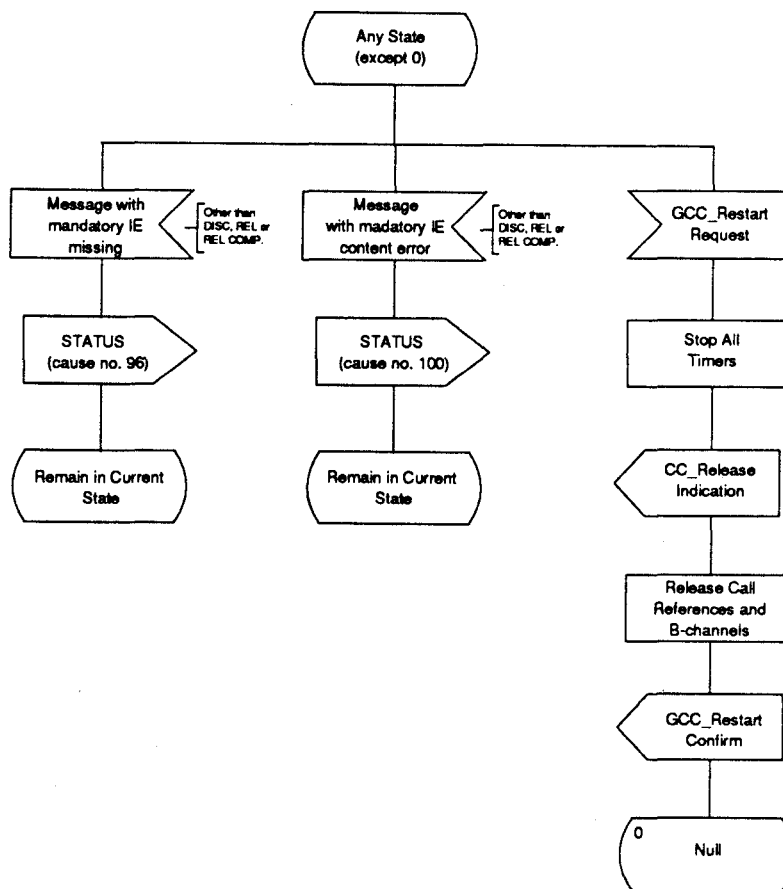 Any State
(except 0)
Message with
mandatory IE
missing
Other than
DISC, REL or
REL COMP.
Message
with madatory IE
content error
Other than
DISC, REL or
REL COMP.
GCC_Restart
Request
STATUS
(cause no. 96)
STATUS
(cause no. 100)
Stop All
Timers
Remain in Current
State
Remain in Current
State
CC_Release
Indication
Release Call
References and
B-channels
GCC_Restart
Confirm
0
Null